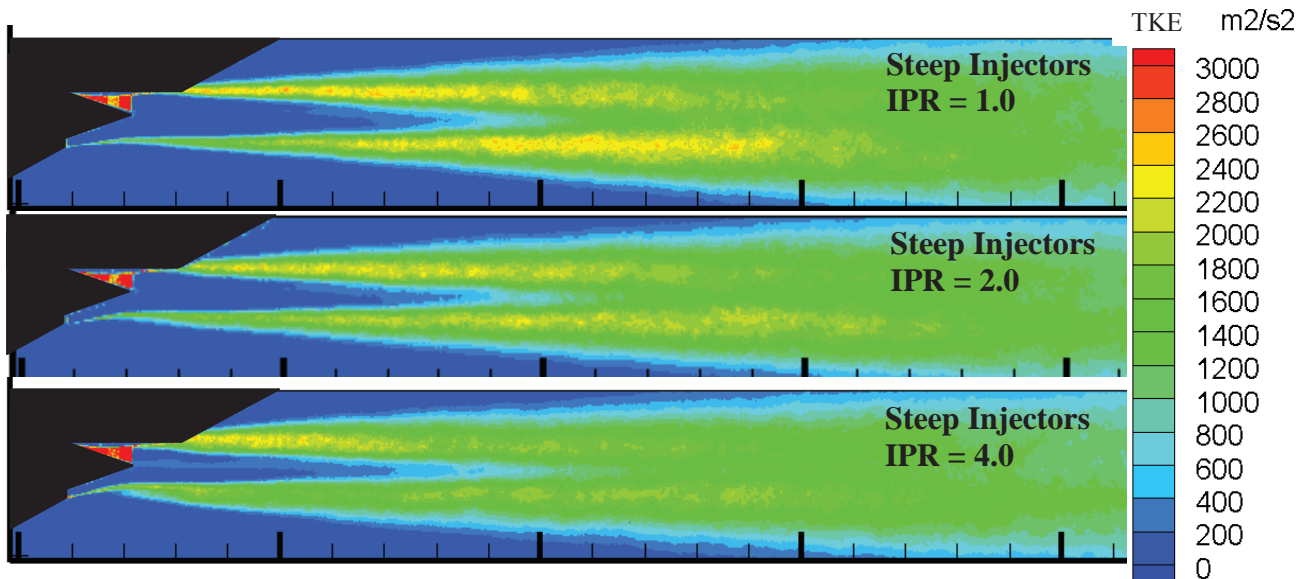 TKE m2/s2
Steep Injectors
IPR = 1.0
Steep Injectors
IPR = 2.0
Steep Injectors
IPR = 4.0
3000
2800
2600
2400
2200
2000
1800
1600
1400
1200
1000
800
600
400
200
0